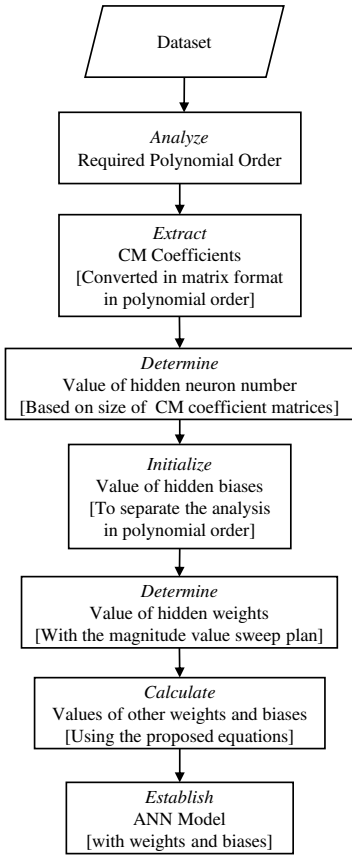 Dataset
Analyze
Required Polynomial Order
Extract
CM Coefficients
[Converted in matrix format
in polynomial order]
Determine
Value of hidden neuron number
[Based on size of CM coefficient matrices]
Initialize
Value of hidden biases
[To separate the analysis
in polynomial order]
Determine
Value of hidden weights
[With the magnitude value sweep plan]
Calculate
Values of other weights and biases
[Using the proposed equations]
Establish
ANN Model
[with weights and biases]